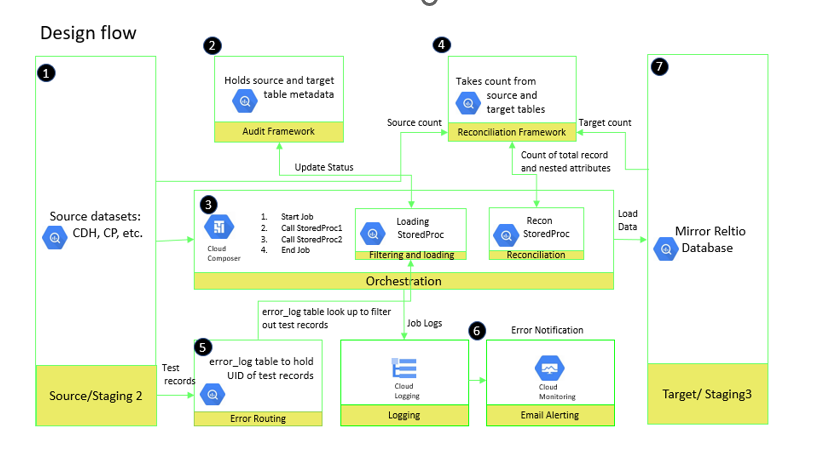 Design flow
1
Source datasets:
CDH, CP, etc.
Source/Staging 2
2
Holds source and target
table metadata
Audit Framework
4
Takes count from
source and
target tables
Reconciliation Framework
Source count
Target count
Update Status
Count of total record
and nested attributes
3
Cloud
Composer
1. Start Job
2. Call StoredProc1
3. Call StoredProc2
4. End Job
Loading
StoredProc
Filtering and loading
Recon
StoredProc
Reconciliation
Orchestration
Load
Data
7
Mirror Reltio
Database
Target/ Staging3
error_log table look up to filter
out test records
Job Logs
Test
records
5
error_log table to hold
UID of test records
Error Routing
Cloud
Logging
Logging
6
Error Notification
Cloud
Monitoring
Email Alerting